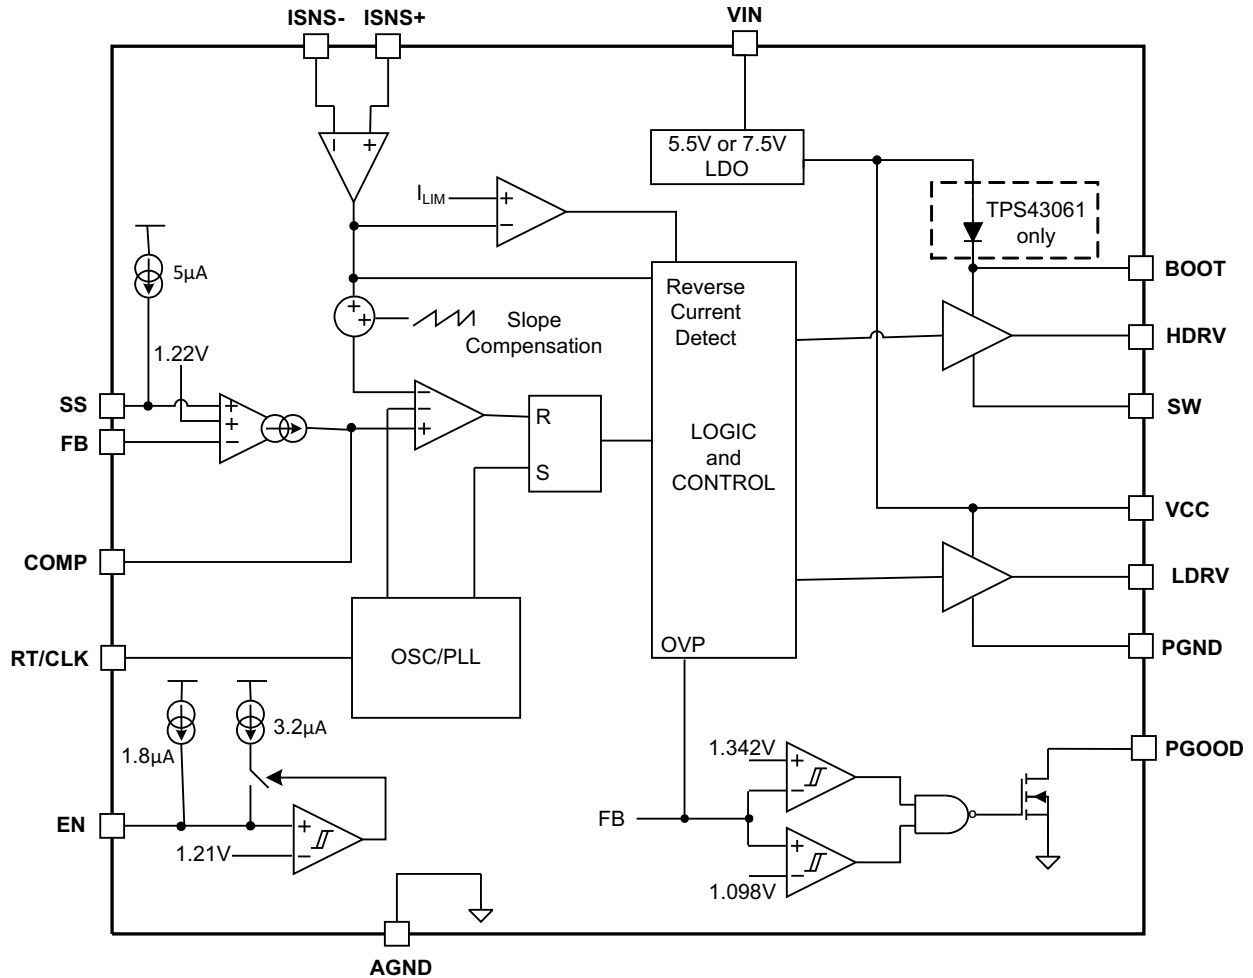 ISNS- ISNS+ VIN
5.5V or 7.5V
LDO
I_LIM
+
−
− +
TPS43061
only
5µA
BOOT
Reverse
Current
Detect
+
+
Slope
Compensation
HDRV
1.22V
SS
SW
+
+
−
−
−
+
R
FB
LOGIC
and
CONTROL
S
VCC
COMP
LDRV
OVP
PGND
RT/CLK
OSC/PLL
3.2µA
1.8µA
1.342V
PGOOD
+
−
EN
+
−
1.21V
FB
+
−
1.098V
AGND